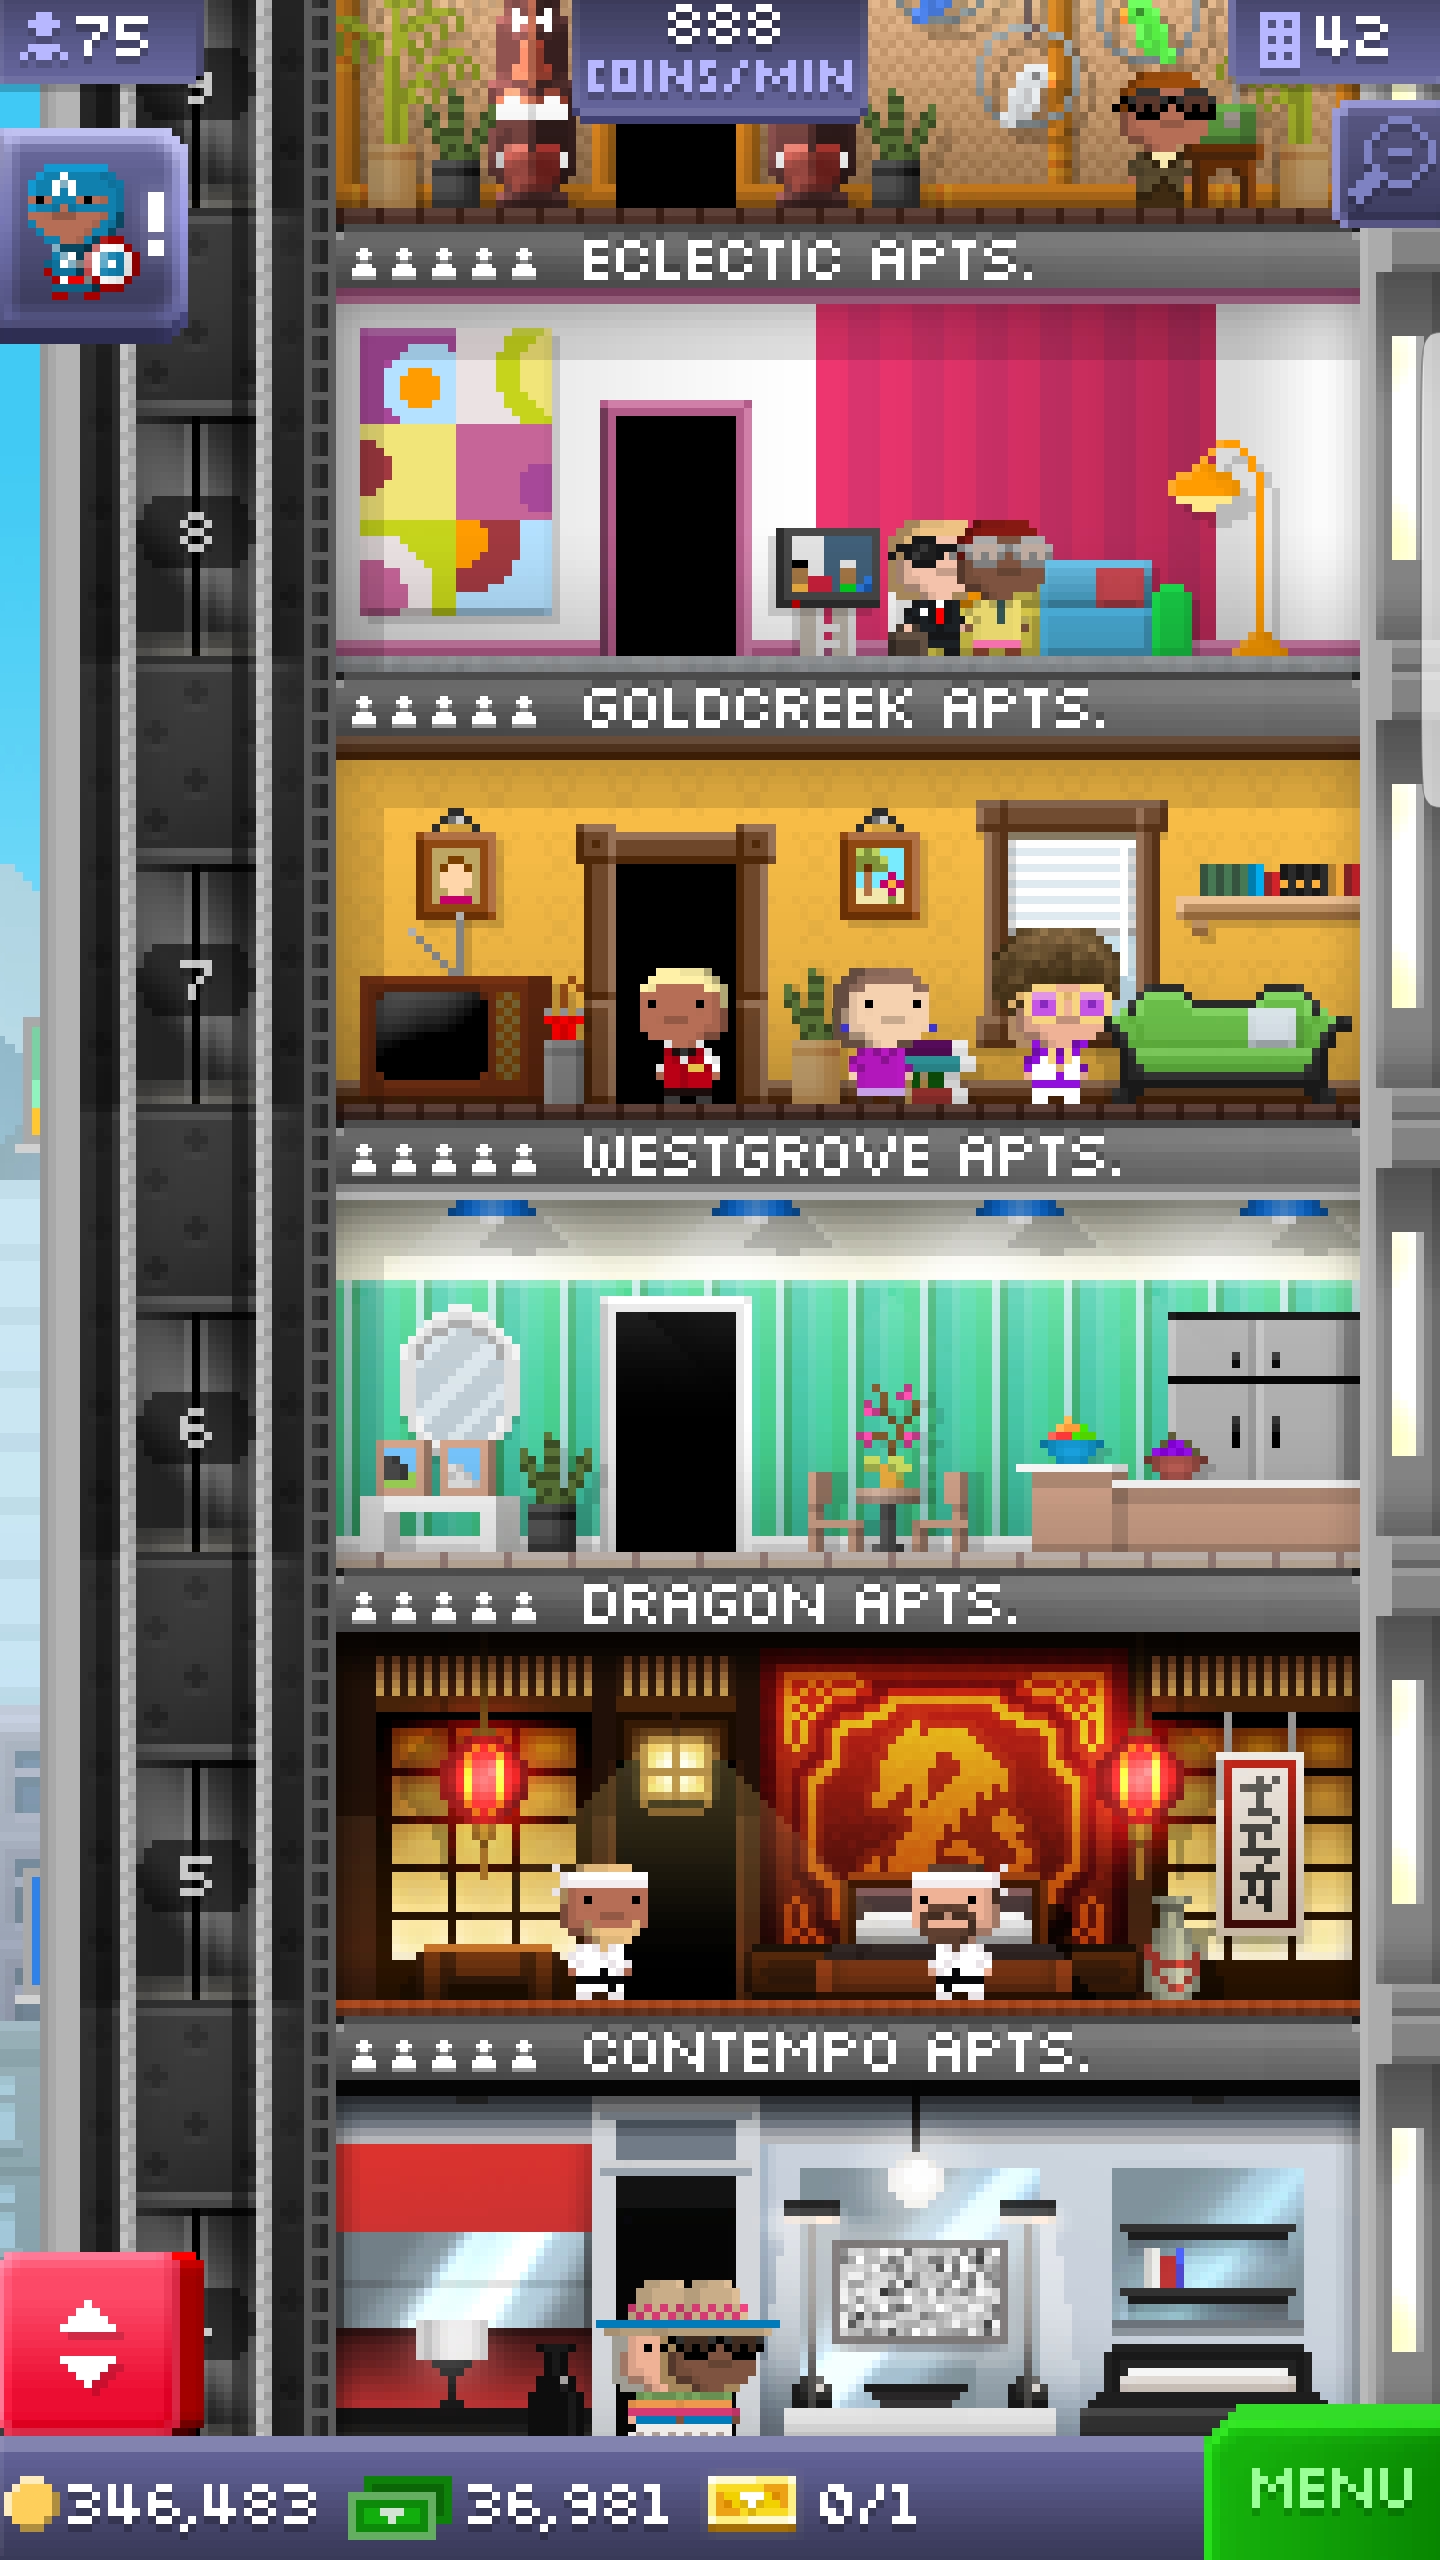 75
888
COINS/MIN
42
!
ECLECTIC APTS.
8
GOLDCREEK APTS.
7
WESTGROVE APTS.
6
DRAGON APTS.
5
CONTEMPO APTS.
346,483
36,981
0/1
MENU